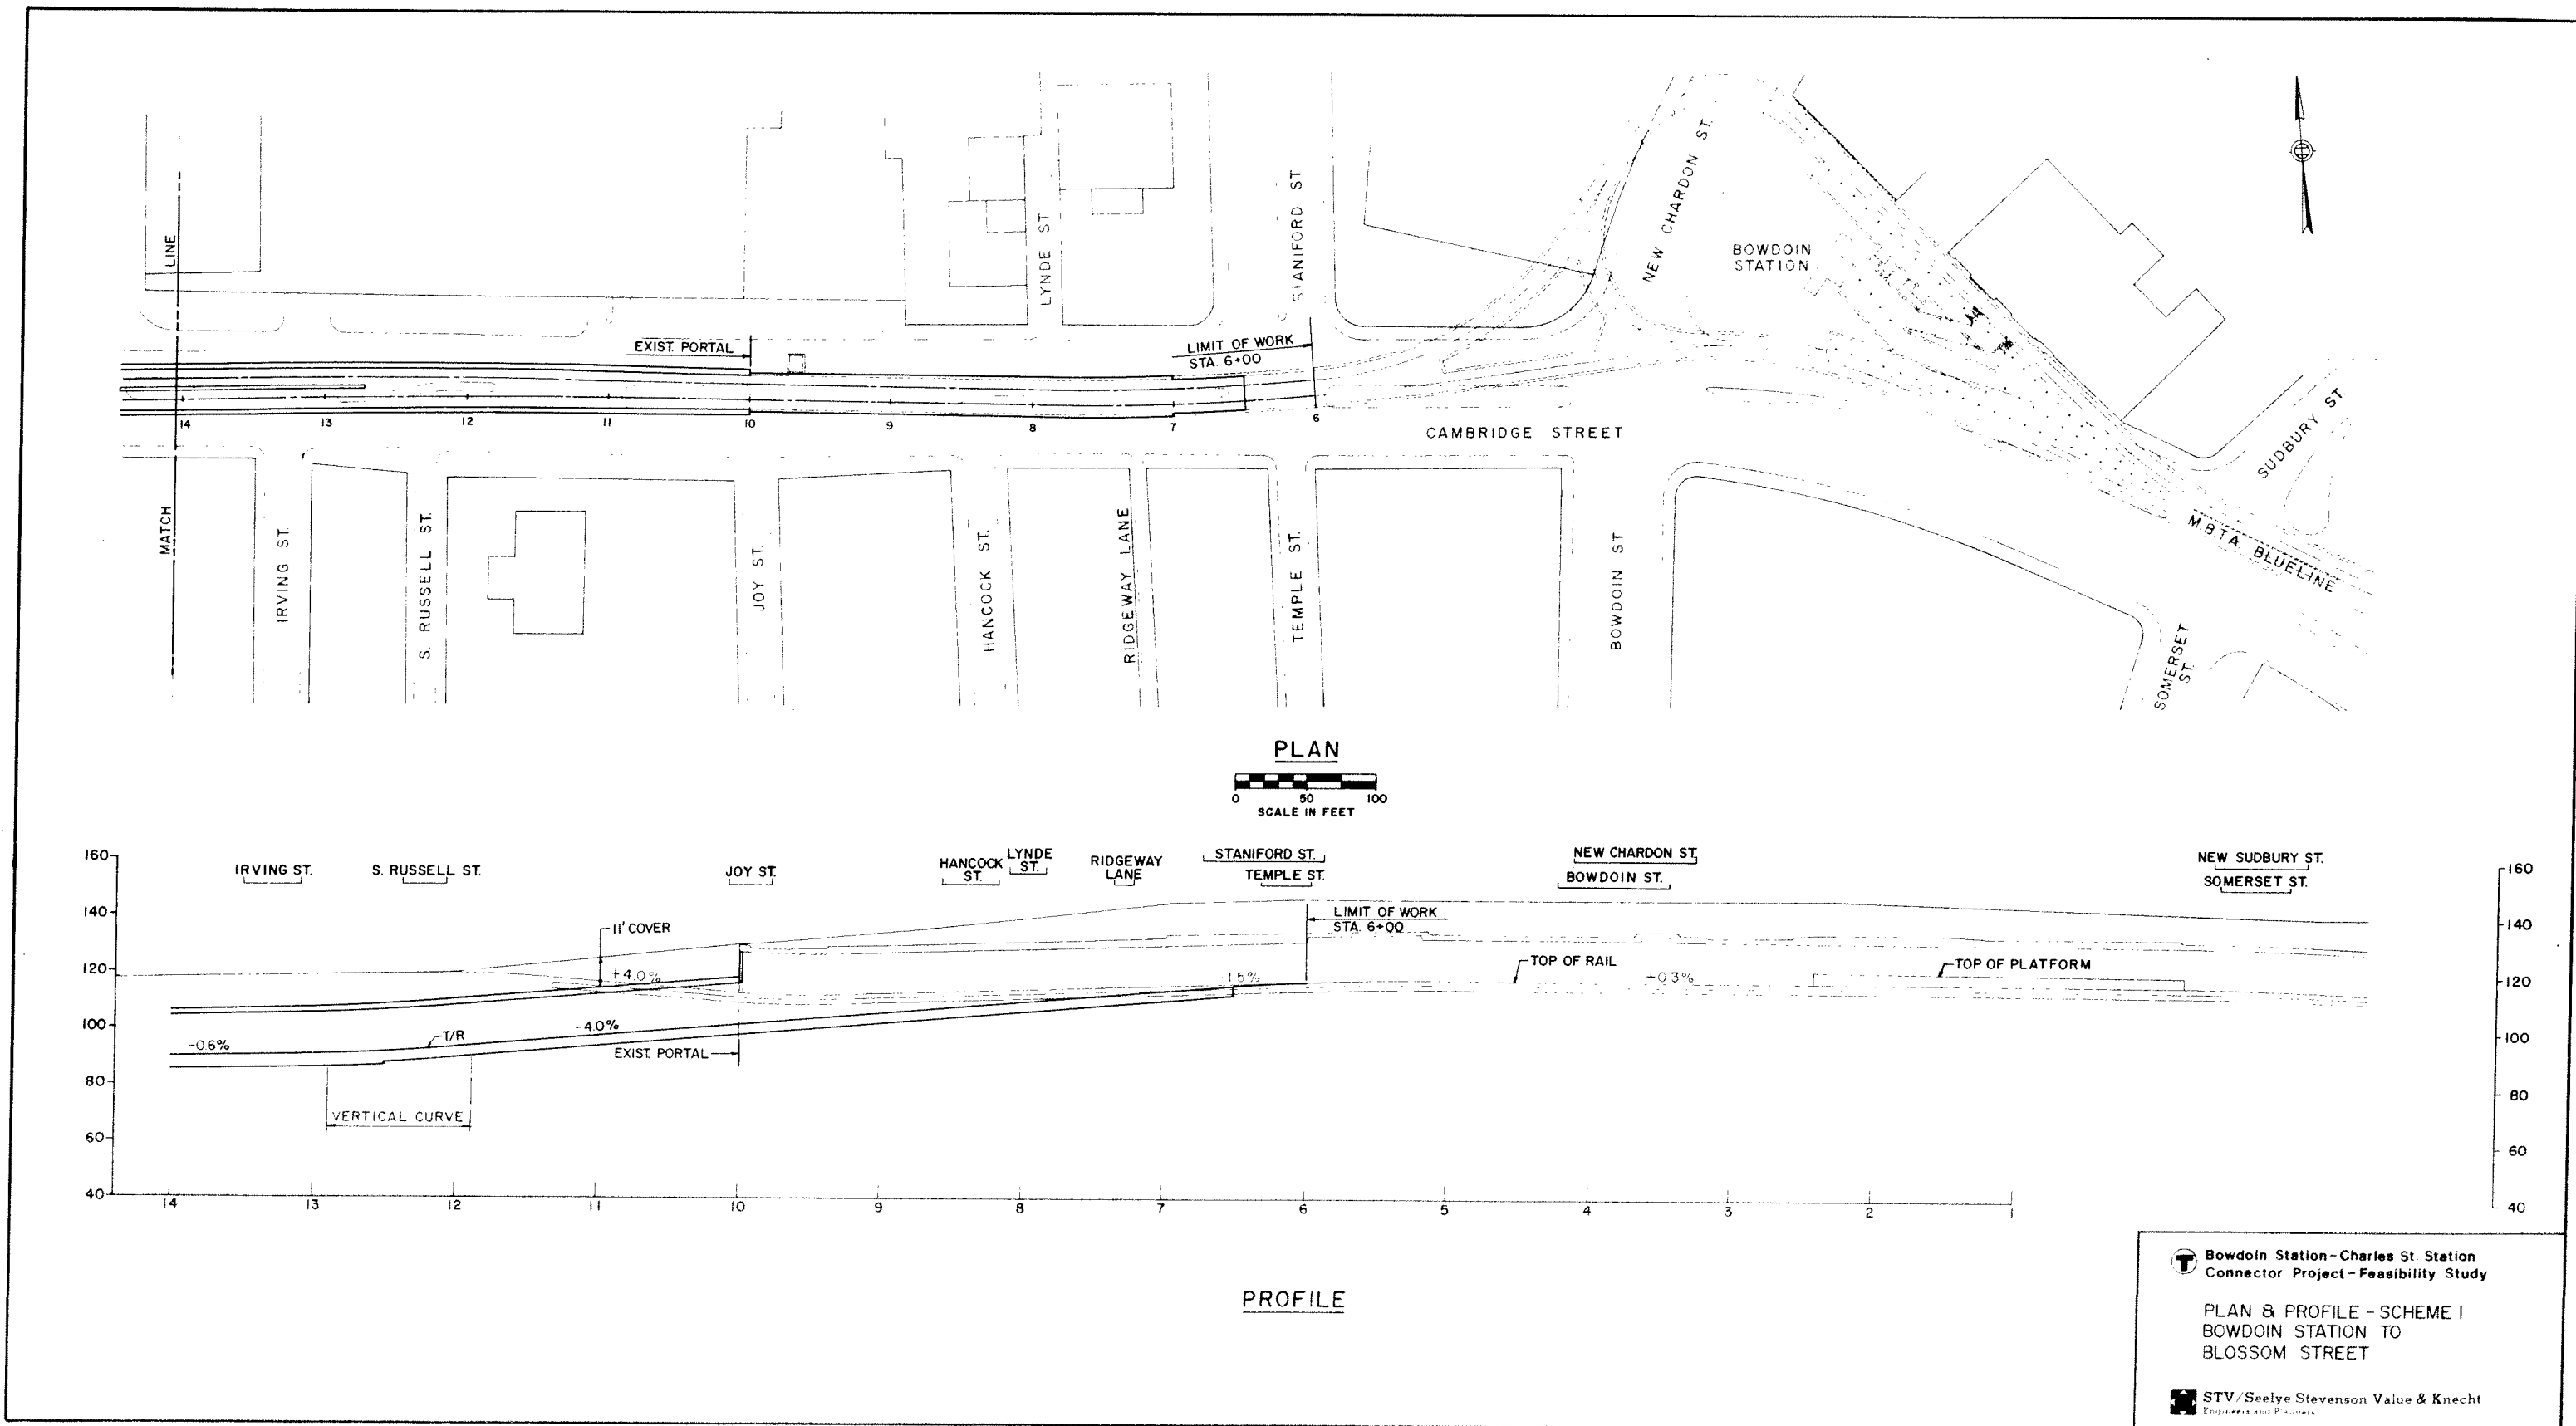 LINE
MATCH
EXIST. PORTAL
LYNDE ST
STANIFORD ST
LIMIT OF WORK
STA. 6+00
NEW CHARDON ST.
BOWDOIN
STATION
14
13
12
11
10
9
8
7
6
CAMBRIDGE STREET
SUDBURY ST.
M.B.T.A. BLUELINE
IRVING ST.
S. RUSSELL ST.
JOY ST.
HANCOCK ST.
RIDGEWAY LANE
TEMPLE ST.
BOWDOIN ST
SOMERSET
ST.
PLAN
0 50 100
SCALE IN FEET
IRVING ST.
S. RUSSELL ST.
JOY ST.
HANCOCK
ST.
LYNDE
ST.
RIDGEWAY
LANE
STANIFORD ST.
TEMPLE ST.
NEW CHARDON ST.
BOWDOIN ST.
NEW SUDBURY ST.
SOMERSET ST.
160
140
120
100
80
60
40
160
140
120
100
80
60
40
11' COVER
+4.0%
LIMIT OF WORK
STA. 6+00
-1.5%
TOP OF RAIL
+0.3%
TOP OF PLATFORM
-0.6%
T/R
-4.0%
EXIST. PORTAL
VERTICAL CURVE
14 13 12 11 10 9 8 7 6 5 4 3 2 1
PROFILE
T
Bowdoin Station-Charles St. Station
Connector Project-Feasibility Study
PLAN & PROFILE - SCHEME I
BOWDOIN STATION TO
BLOSSOM STREET
STV/Seelye Stevenson Value & Knecht
Engineers and Planners